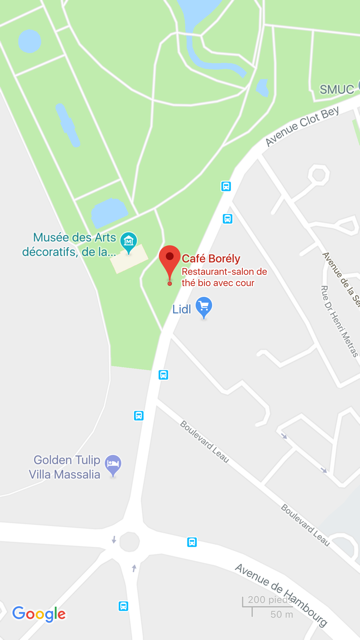 SMUC
Avenue Clot Bey
Musée des Arts
décoratifs, de la...
Café Borély
Restaurant-salon de
thé bio avec cour
Lidl
Avenue de la Se
Rue Dr Henri Metras
Boulevard Leau
Golden Tulip
Villa Massalia
Boulevard Leau
Avenue de Hambourg
200 pieds
50 m
Google